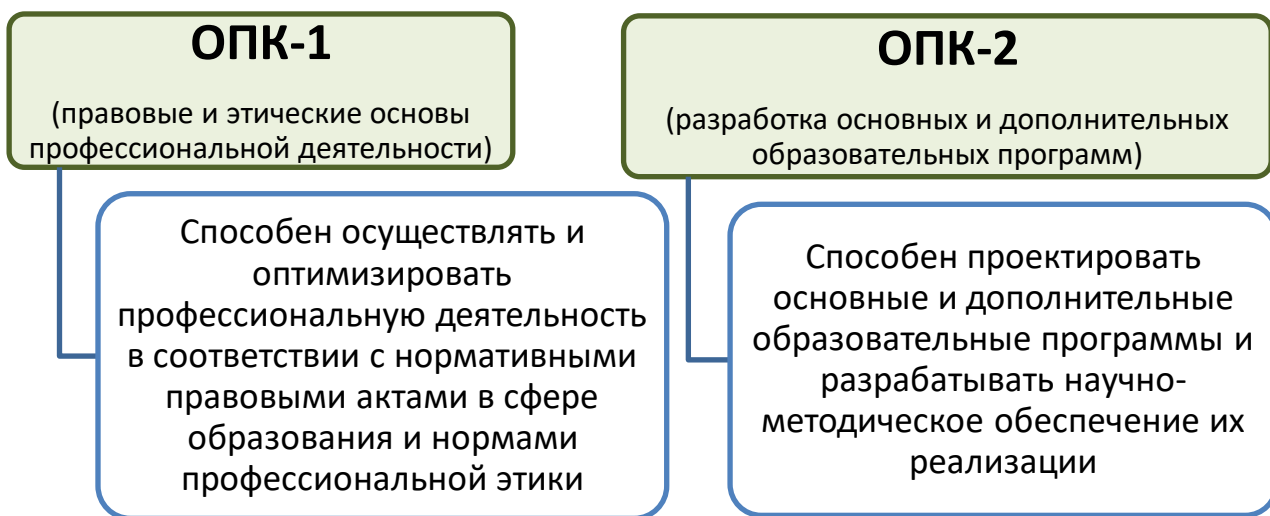 ОПК-1
(правовые и этические основы
профессиональной деятельности)
Способен осуществлять и
оптимизировать
профессиональную деятельность
в соответствии с нормативными
правовыми актами в сфере
образования и нормами
профессиональной этики
ОПК-2
(разработка основных и дополнительных
образовательных программ)
Способен проектировать
основные и дополнительные
образовательные программы и
разрабатывать научно-
методическое обеспечение их
реализации